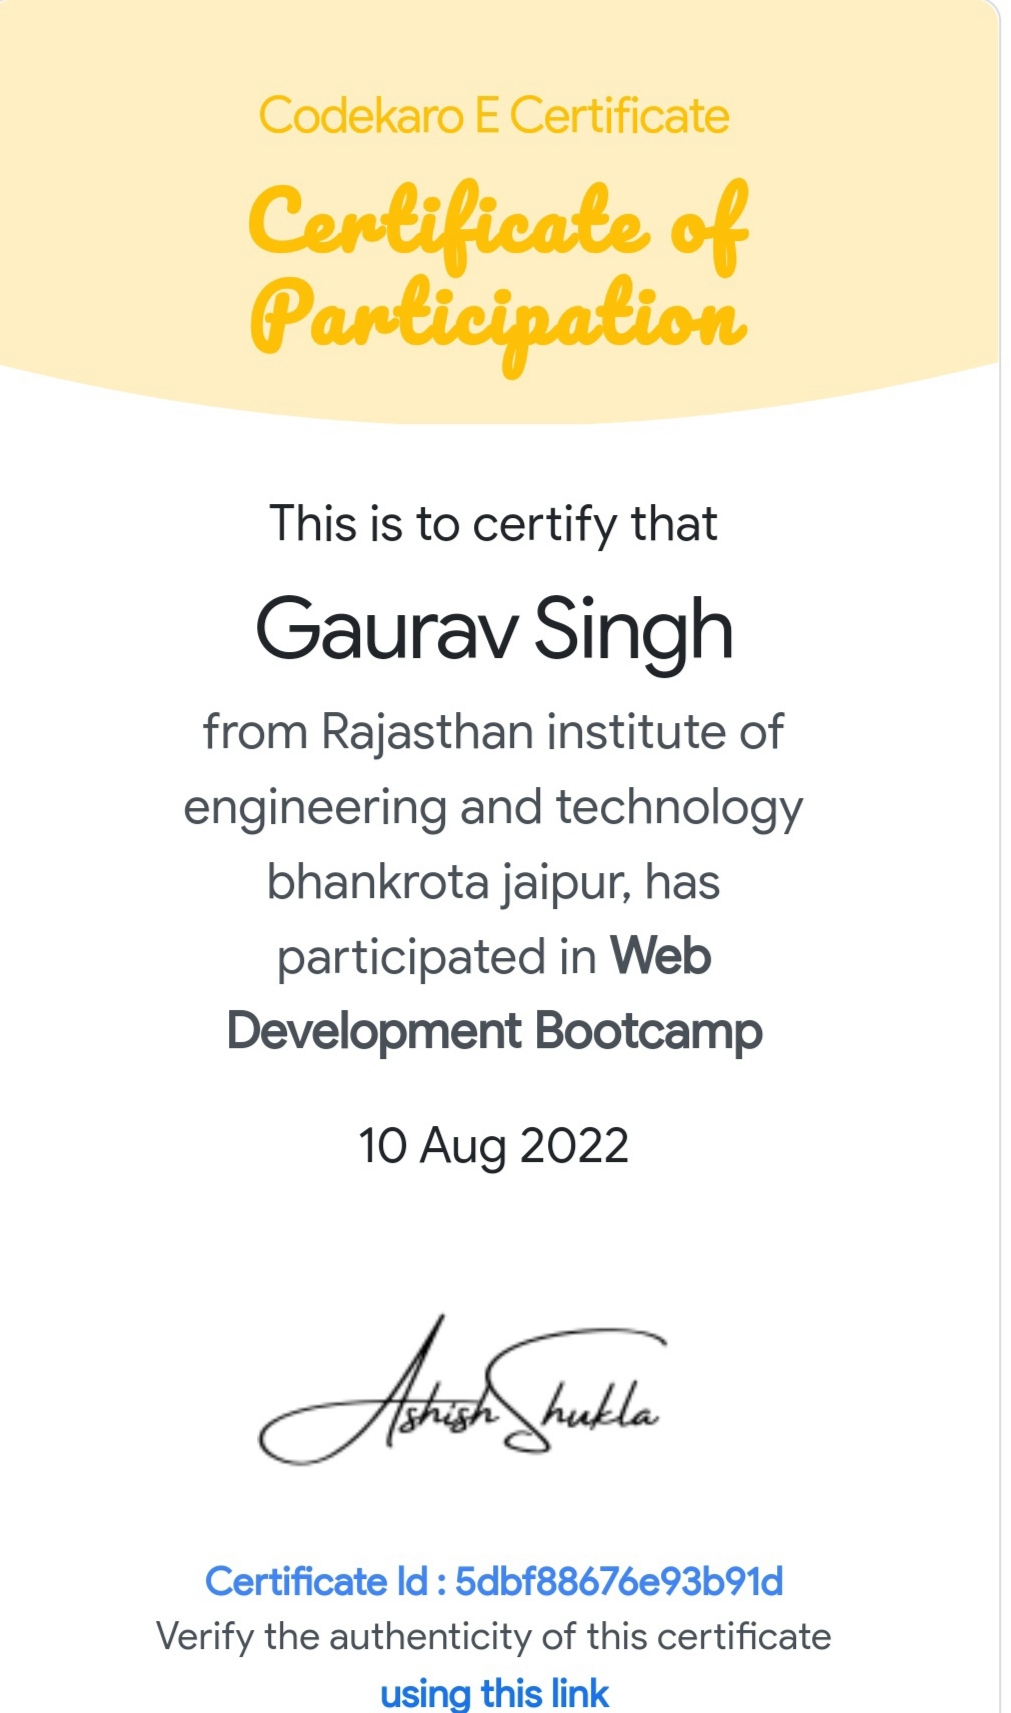 Codekaro E Certificate
Certificate of
Participation
This is to certify that
Gaurav Singh
from Rajasthan institute of
engineering and technology
bhankrota jaipur, has
participated in Web
Development Bootcamp
10 Aug 2022
Ashish Shukla
Certificate Id : 5dbf88676e93b91d
Verify the authenticity of this certificate
using this link